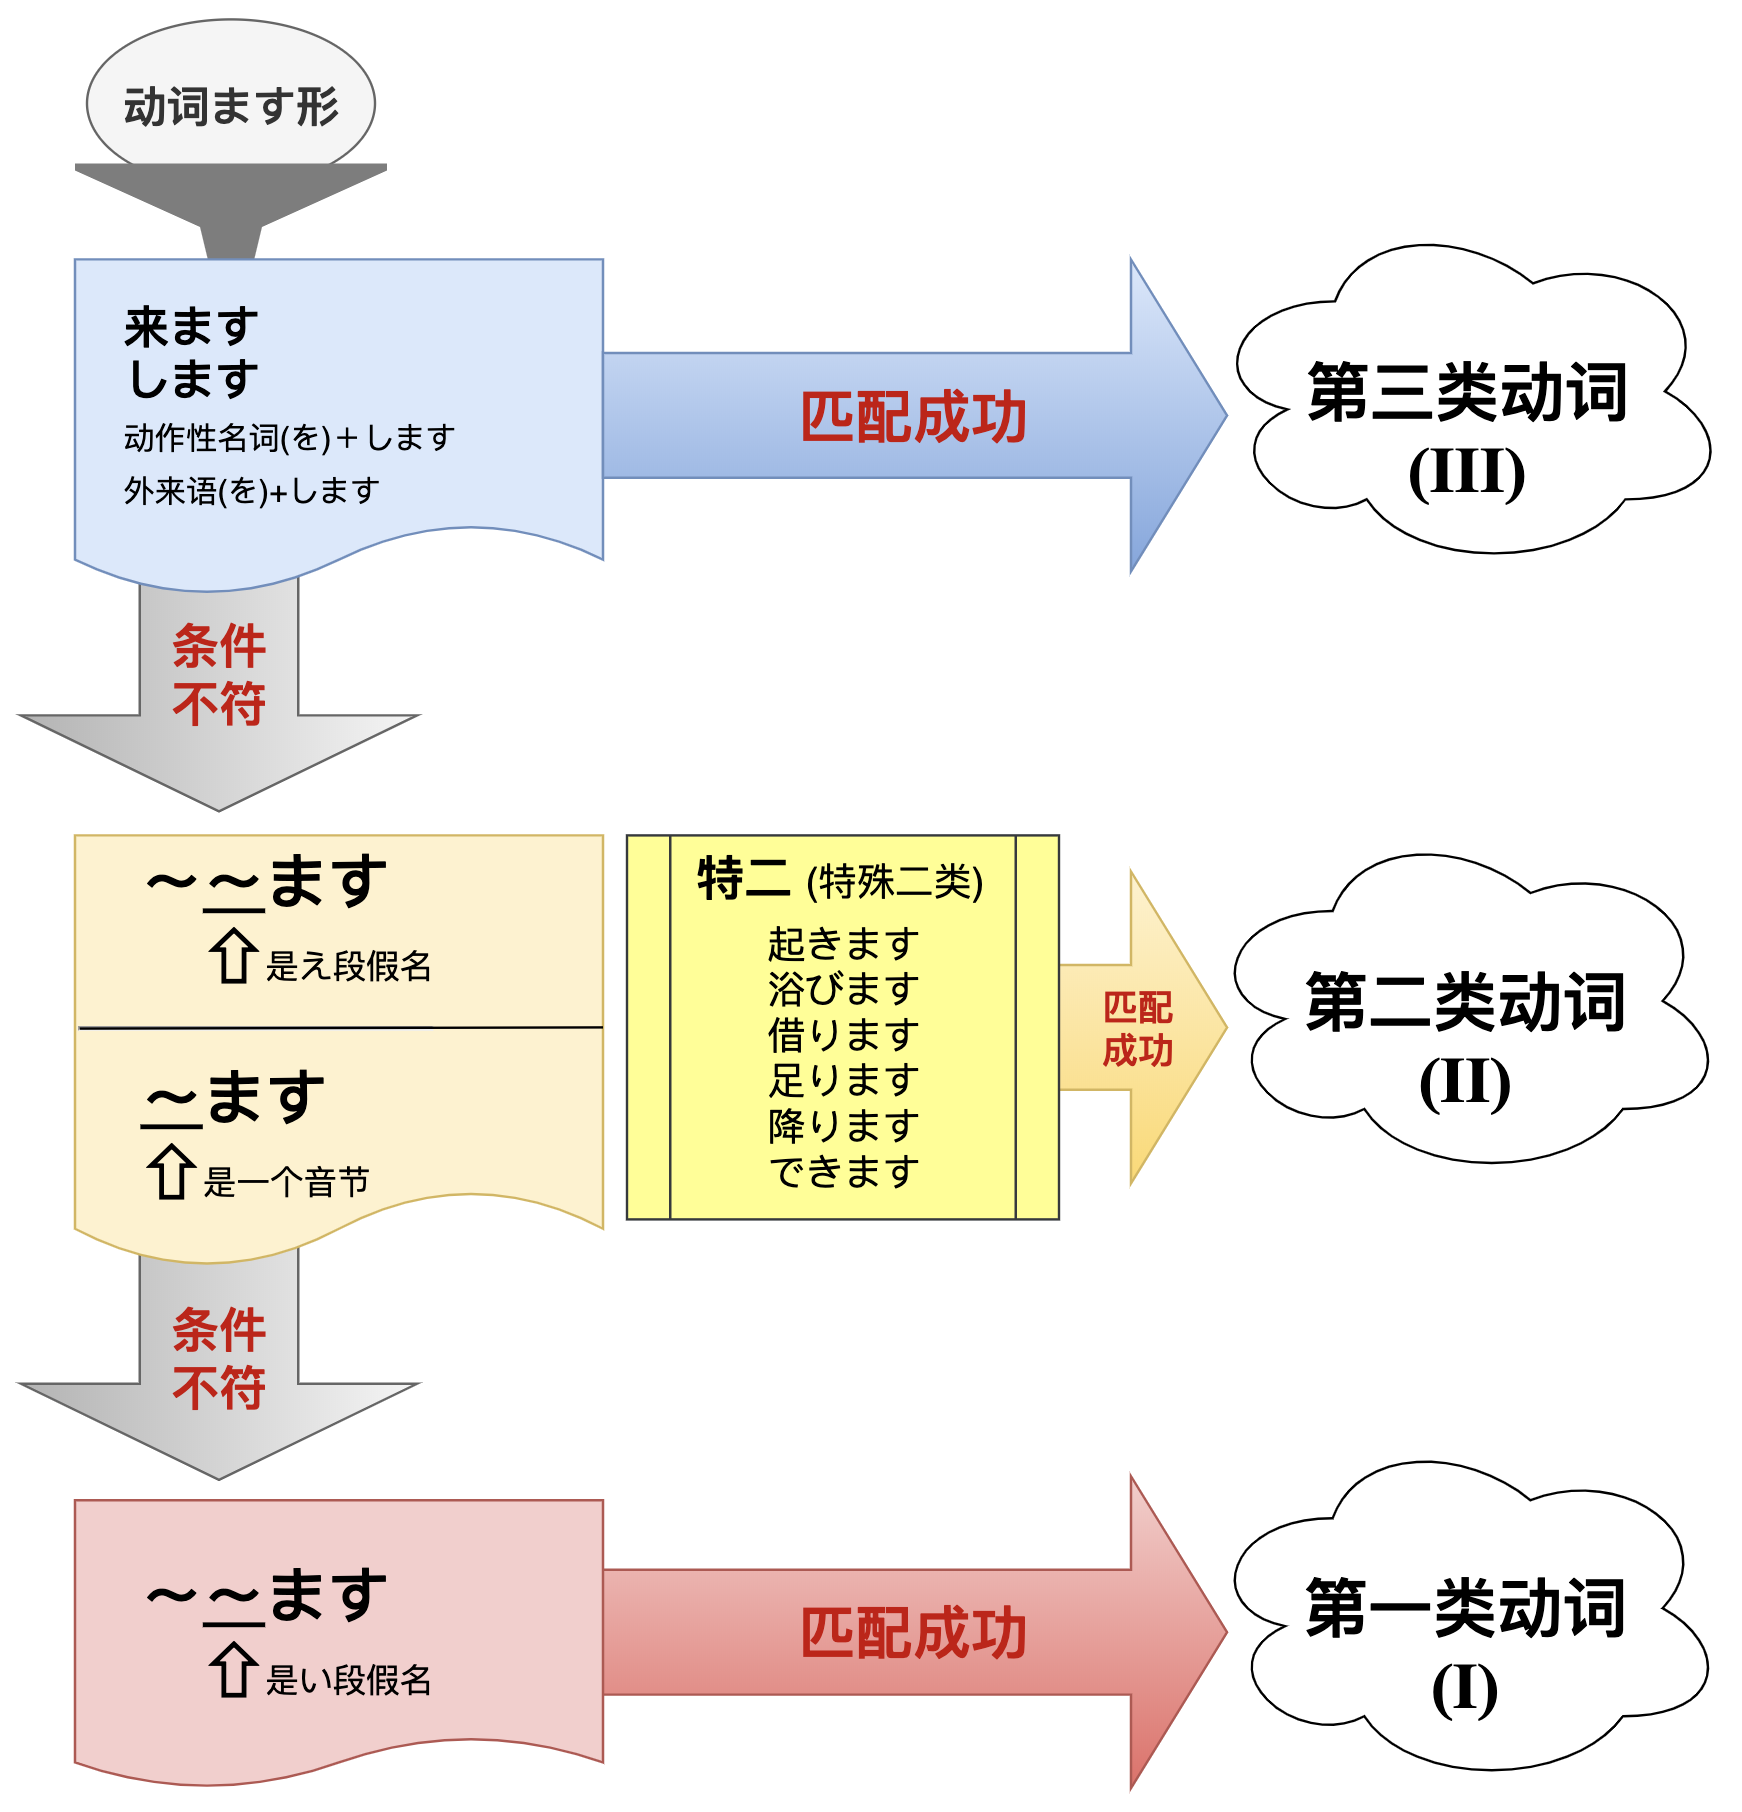 动词ます形
来ます
します
动作性名词(を)＋します
外来语(を)+します
匹配成功
第三类动词
(III)
条件
不符
～～ます
是え段假名
～ます
是一个音节
特二 (特殊二类)
起きます
浴びます
借ります
足ります
降ります
できます
匹配
成功
第二类动词
(II)
条件
不符
～～ます
是い段假名
匹配成功
第一类动词
(I)